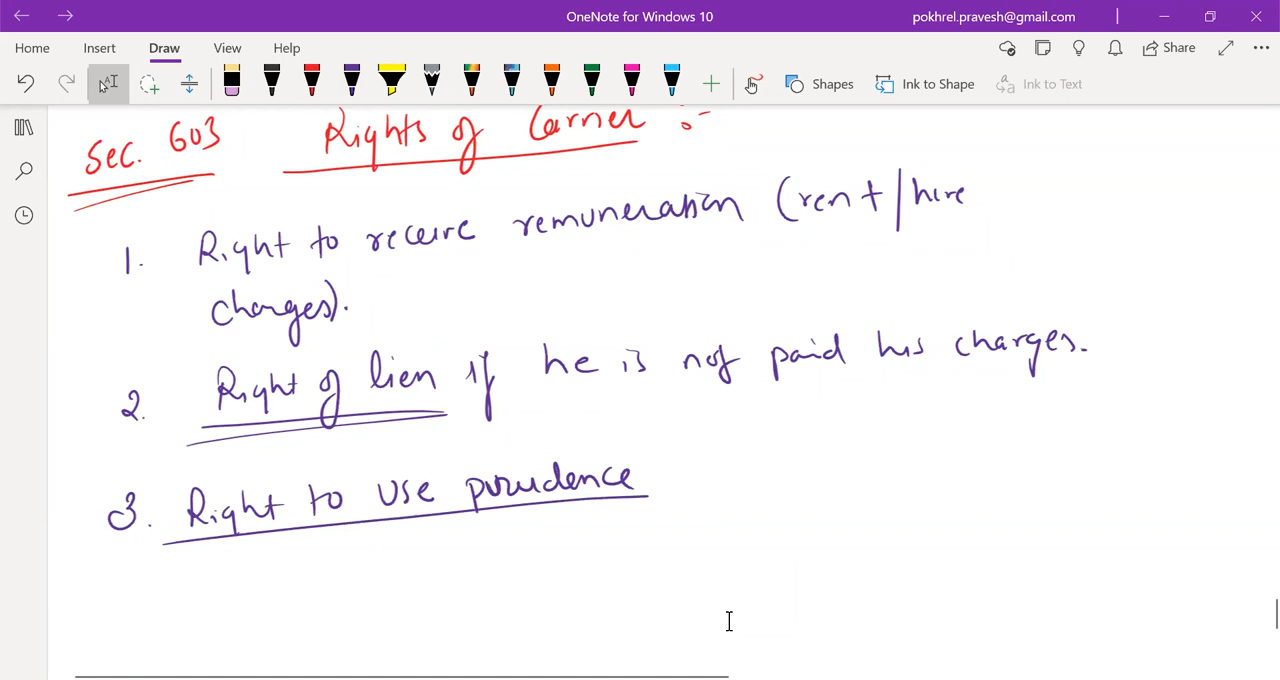 OneNote for Windows 10
pokhrel.pravesh@gmail.com
Home Insert Draw View Help
Share
Shapes Ink to Shape Ink to Text
Sec. 603 Rights of Carrier :-
1. Right to receive remuneration (rent/hire
charges).
2. Right of lien if he is not paid his charges.
3. Right to use purudence